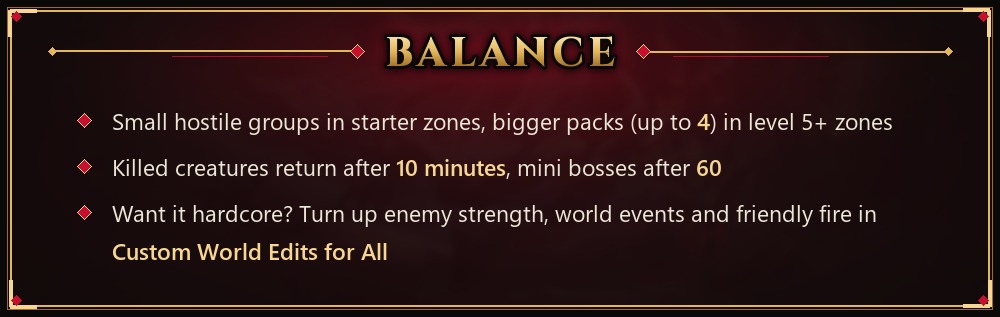 BALANCE
Small hostile groups in starter zones, bigger packs (up to 4) in level 5+ zones
Killed creatures return after 10 minutes, mini bosses after 60
Want it hardcore? Turn up enemy strength, world events and friendly fire in
Custom World Edits for All